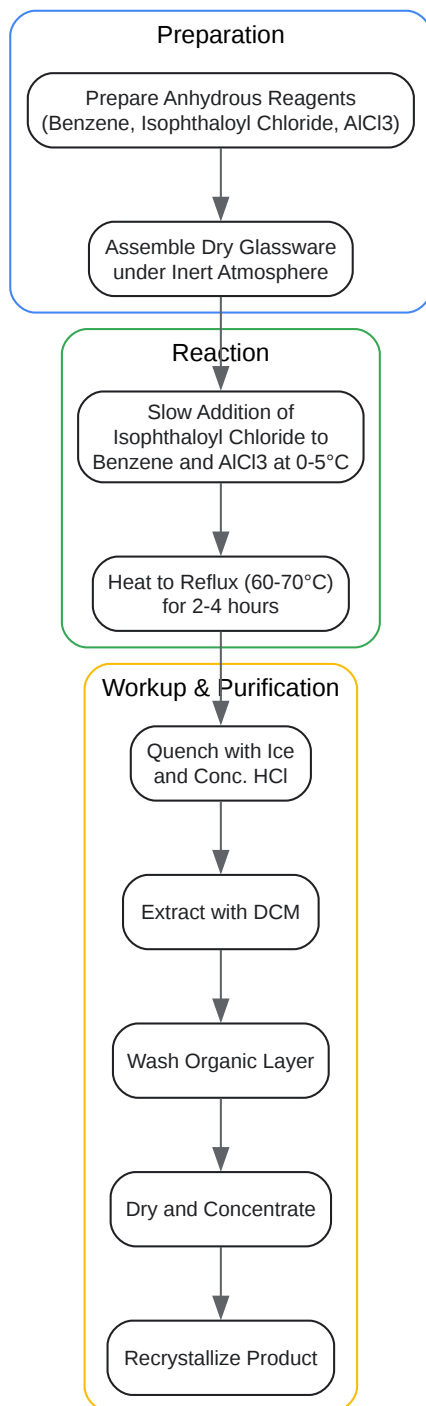 Preparation
Prepare Anhydrous Reagents
(Benzene, Isophthaloyl Chloride, AlCl3)
Assemble Dry Glassware
under Inert Atmosphere
Reaction
Slow Addition of
Isophthaloyl Chloride to
Benzene and AlCl3 at 0-5°C
Heat to Reflux (60-70°C)
for 2-4 hours
Workup & Purification
Quench with Ice
and Conc. HCl
Extract with DCM
Wash Organic Layer
Dry and Concentrate
Recrystallize Product